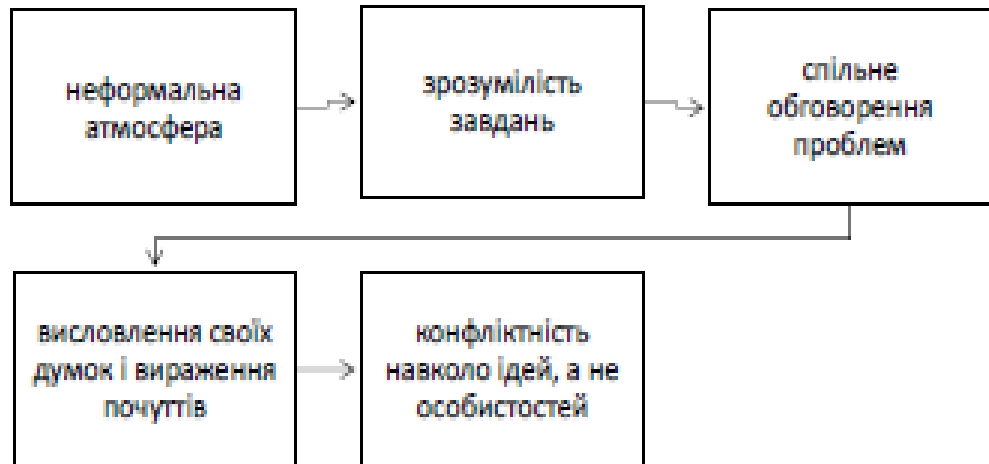 неформальна
атмосфера
зрозумілість
завдань
спільне
обговорення
проблем
висловлення своїх
думок і вираження
почуттів
конфліктність
навколо ідей, а не
особистостей